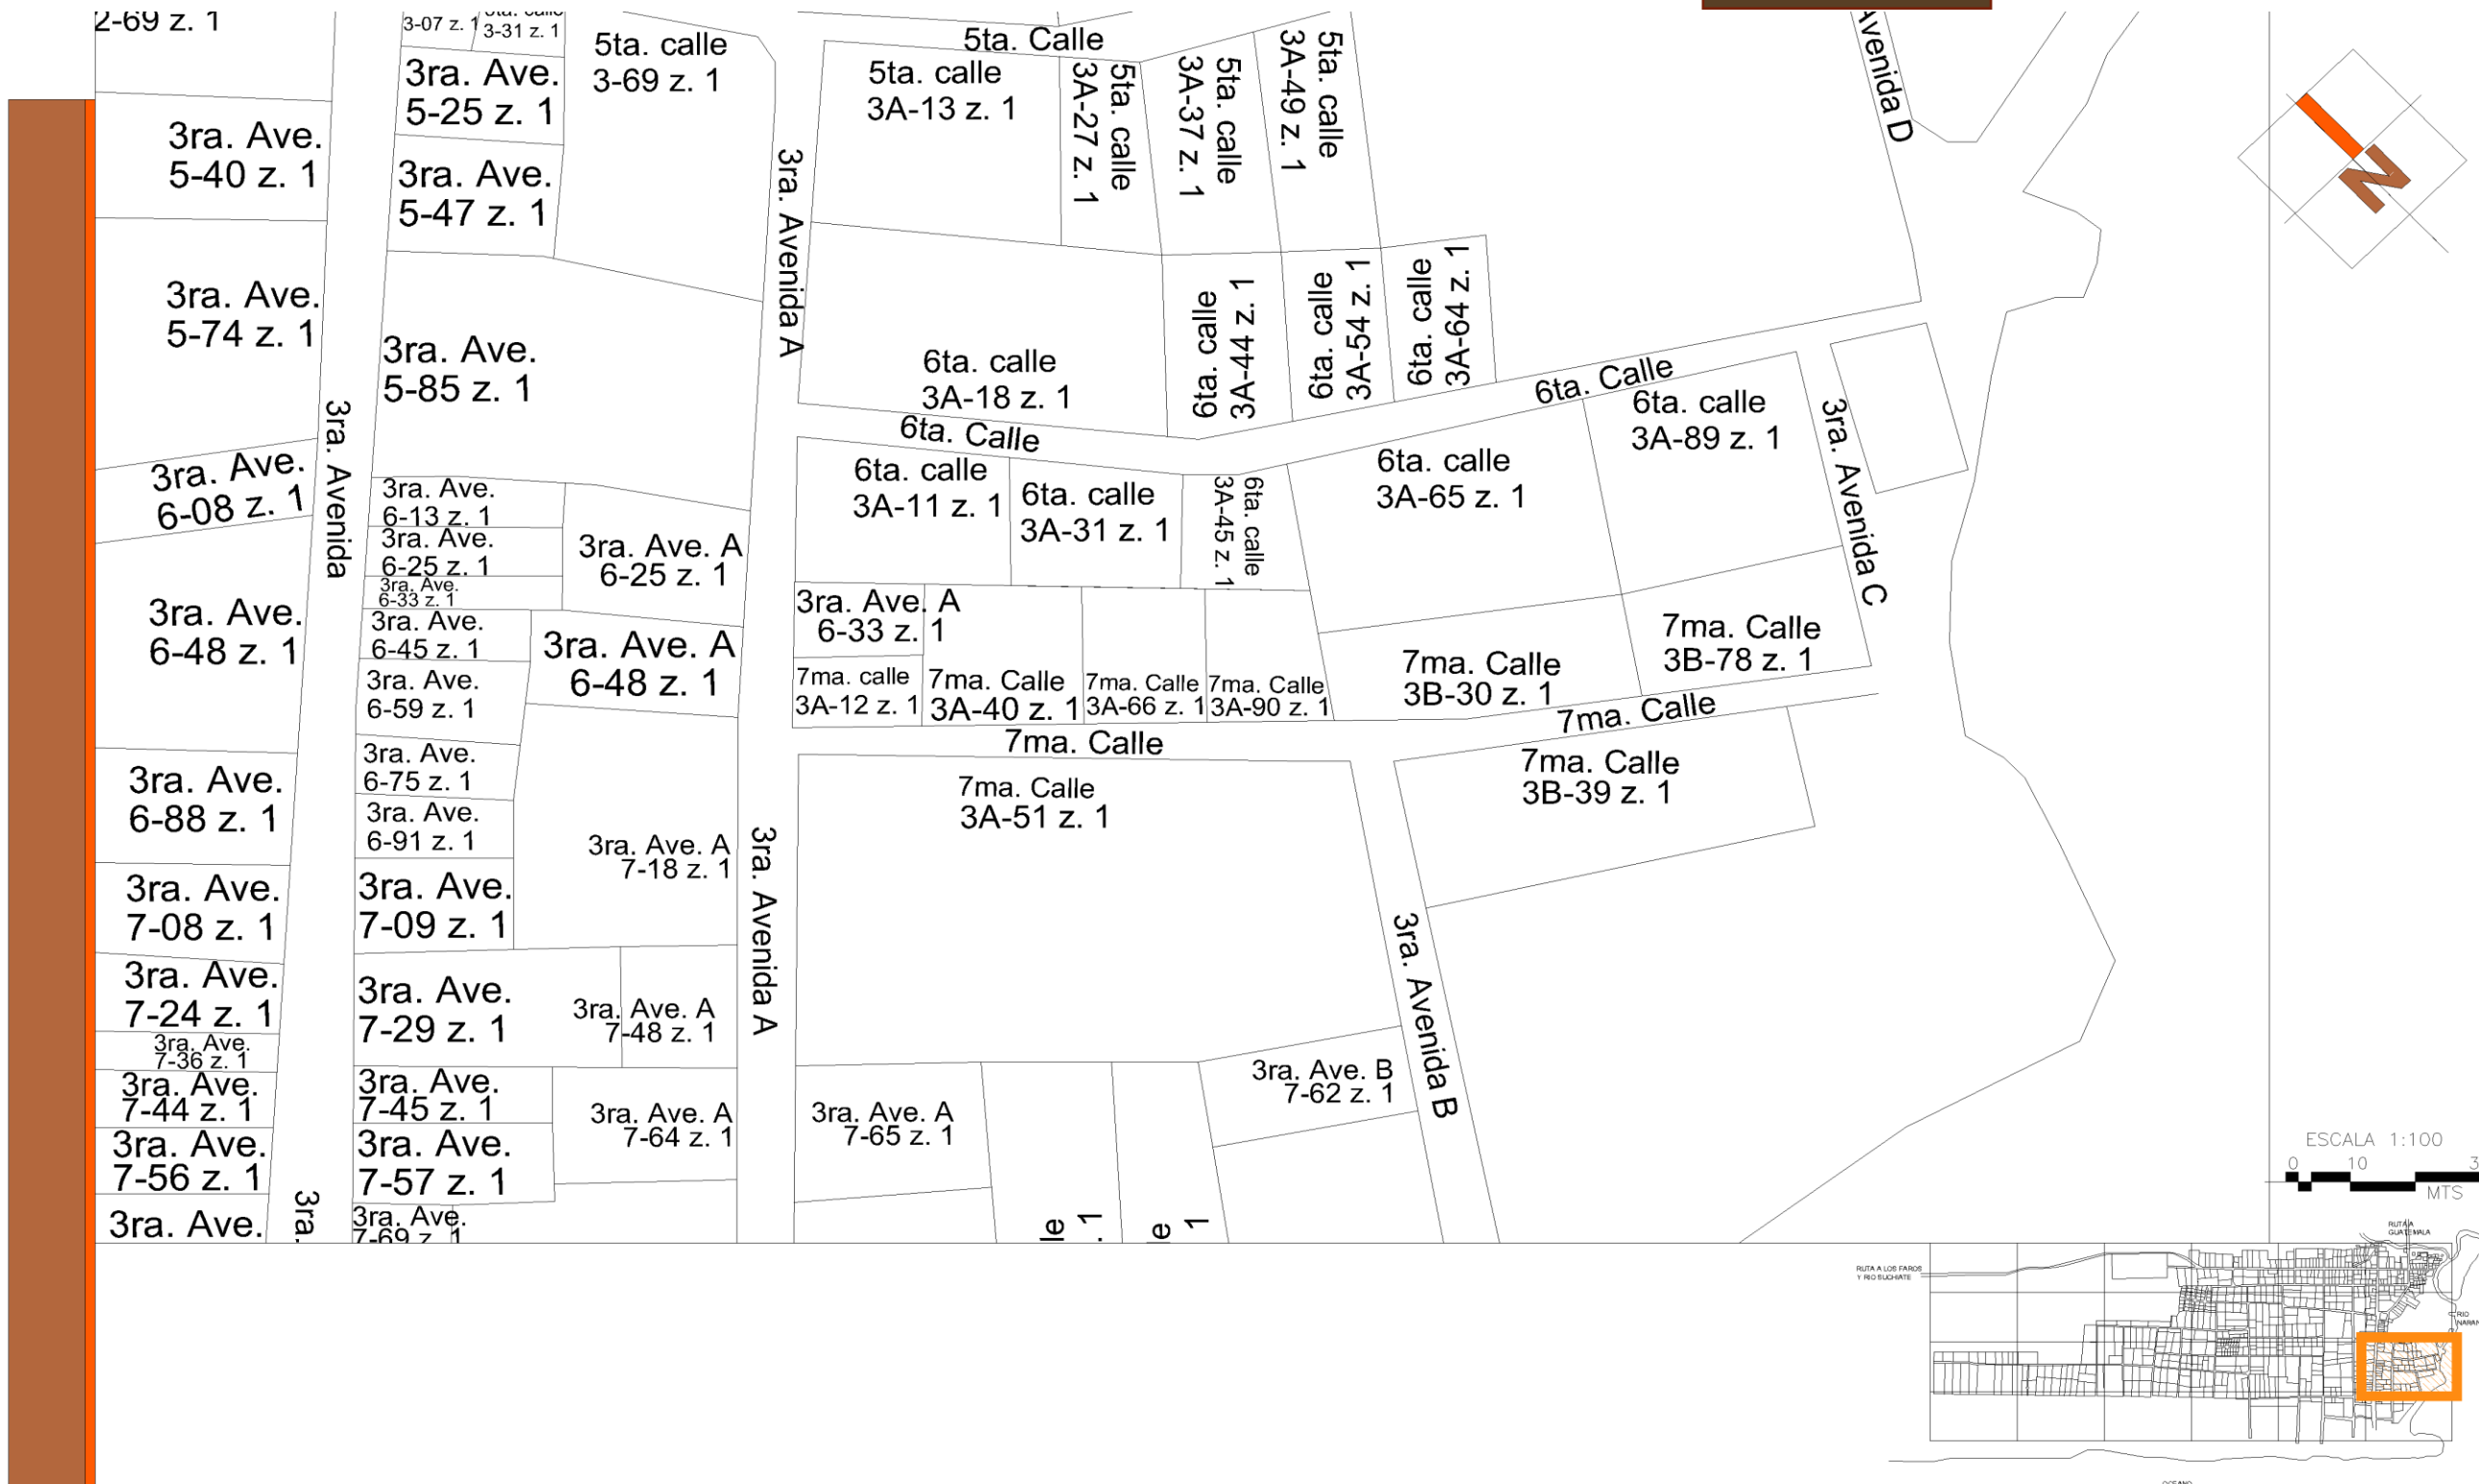 2-69 z. 1
3ra. Ave.
5-40 z. 1
3ra. Ave.
5-74 z. 1
3ra. Ave.
6-08 z. 1
3ra. Ave.
6-48 z. 1
3ra. Ave.
6-88 z. 1
3ra. Ave.
7-08 z. 1
3ra. Ave.
7-24 z. 1
3ra. Ave.
7-36 z. 1
3ra. Ave.
7-44 z. 1
3ra. Ave.
7-56 z. 1
3ra. Ave.
3ra. Avenida
3ra.
3-07 z. 1
5ta. calle
3-31 z. 1
3ra. Ave.
5-25 z. 1
3ra. Ave.
5-47 z. 1
5ta. calle
3-69 z. 1
3ra. Ave.
5-85 z. 1
3ra. Ave.
6-13 z. 1
3ra. Ave.
6-25 z. 1
3ra. Ave.
6-33 z. 1
3ra. Ave.
6-45 z. 1
3ra. Ave.
6-59 z. 1
3ra. Ave.
6-75 z. 1
3ra. Ave.
6-91 z. 1
3ra. Ave.
7-09 z. 1
3ra. Ave.
7-29 z. 1
3ra. Ave.
7-45 z. 1
3ra. Ave.
7-57 z. 1
3ra. Ave.
7-69 z. 1
3ra. Ave. A
6-25 z. 1
3ra. Ave. A
6-48 z. 1
3ra. Ave. A
7-18 z. 1
3ra. Ave. A
7-48 z. 1
3ra. Ave. A
7-64 z. 1
3ra. Avenida A
3ra. Avenida A
5ta. Calle
5ta. calle
3A-13 z. 1
5ta. calle
3A-27 z. 1
5ta. calle
3A-37 z. 1
5ta. calle
3A-49 z. 1
6ta. calle
3A-18 z. 1
6ta. calle
3A-44 z. 1
6ta. calle
3A-54 z. 1
6ta. calle
3A-64 z. 1
6ta. Calle
6ta. Calle
6ta. calle
3A-11 z. 1
6ta. calle
3A-31 z. 1
6ta. calle
3A-45 z. 1
6ta. calle
3A-65 z. 1
6ta. calle
3A-89 z. 1
3ra. Ave. A
6-33 z. 1
7ma. calle
3A-12 z. 1
7ma. Calle
3A-40 z. 1
7ma. Calle
3A-66 z. 1
7ma. Calle
3A-90 z. 1
7ma. Calle
3B-30 z. 1
7ma. Calle
3B-78 z. 1
7ma. Calle
7ma. Calle
7ma. Calle
3A-51 z. 1
7ma. Calle
3B-39 z. 1
3ra. Ave. A
7-65 z. 1
3ra. Ave. B
7-62 z. 1
le
. 1
le
1
3ra. Avenida B
3ra. Avenida C
Avenida D
N
ESCALA 1:100
0 10 3
MTS
RUTA A
GUATEMALA
RUTA A LOS FAROS
Y RIO SUCHIATE
RIO
NARAN
OCEANO